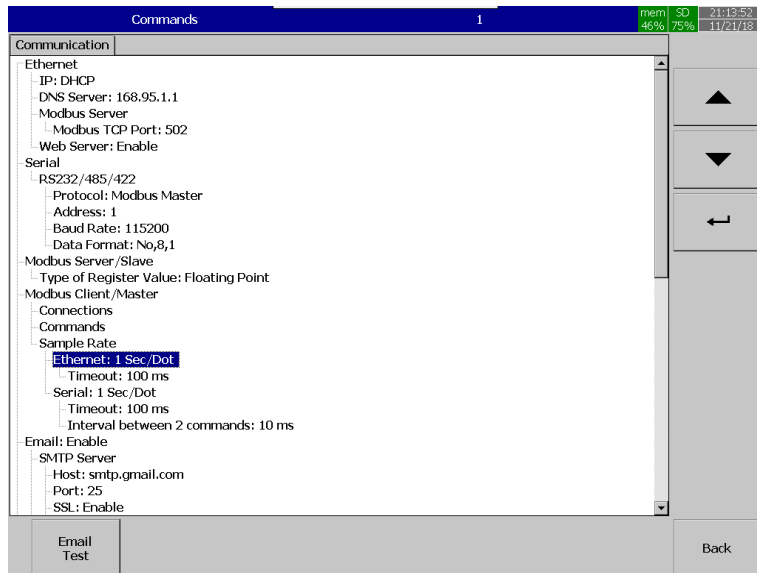 Commands
1
mem
46%
SD
75%
21:13:52
11/21/18
Communication
Ethernet
IP: DHCP
DNS Server: 168.95.1.1
Modbus Server
Modbus TCP Port: 502
Web Server: Enable
Serial
RS232/485/422
Protocol: Modbus Master
Address: 1
Baud Rate: 115200
Data Format: No,8,1
Modbus Server/Slave
Type of Register Value: Floating Point
Modbus Client/Master
Connections
Commands
Sample Rate
Ethernet: 1 Sec/Dot
Timeout: 100 ms
Serial: 1 Sec/Dot
Timeout: 100 ms
Interval between 2 commands: 10 ms
Email: Enable
SMTP Server
Host: smtp.gmail.com
Port: 25
SSL: Enable
Email
Test
Back